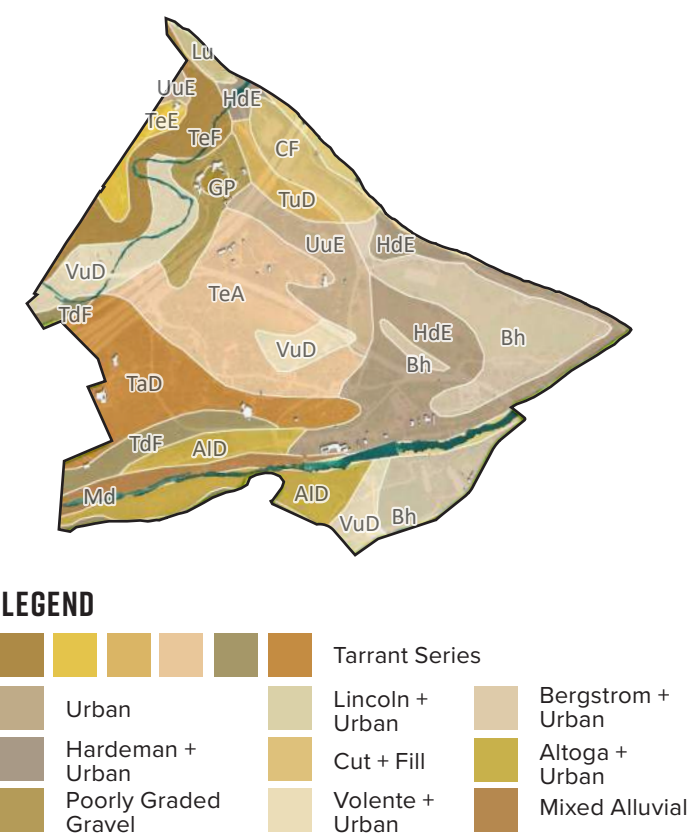 Lu
UuE
HdE
TeE
TeF
CF
GP
TuD
UuE
HdE
VuD
TeA
TdF
HdE
Bh
VuD
Bh
TaD
TdF
AlD
Md
AlD
VuD
Bh
LEGEND
Tarrant Series
Urban
Lincoln +
Urban
Bergstrom +
Urban
Hardeman +
Urban
Cut + Fill
Altoga +
Urban
Poorly Graded
Gravel
Volente +
Urban
Mixed Alluvial